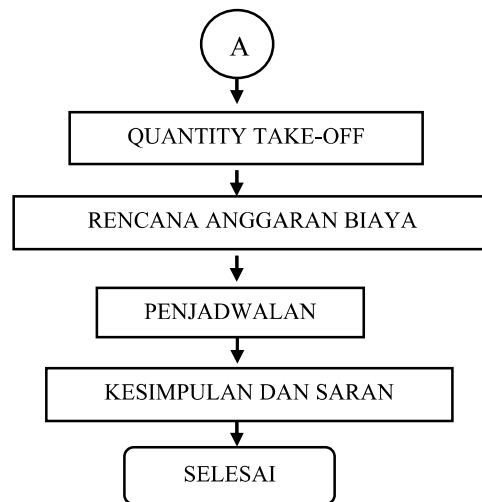 A
QUANTITY TAKE-OFF
RENCANA ANGGARAN BIAYA
PENJADWALAN
KESIMPULAN DAN SARAN
SELESAI